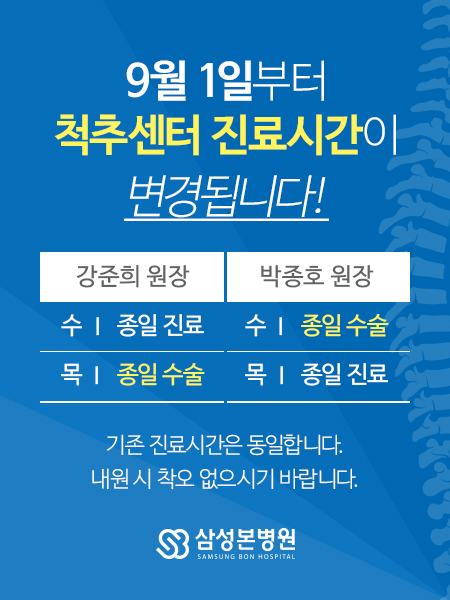 9월 1일부터
척추센터 진료시간이
변경됩니다!
강준희 원장 박종호 원장
수 | 종일 진료 수 | 종일 수술
목 | 종일 수술 목 | 종일 진료
기존 진료시간은 동일합니다.
내원 시 착오 없으시기 바랍니다.
삼성본병원
SAMSUNG BON HOSPITAL